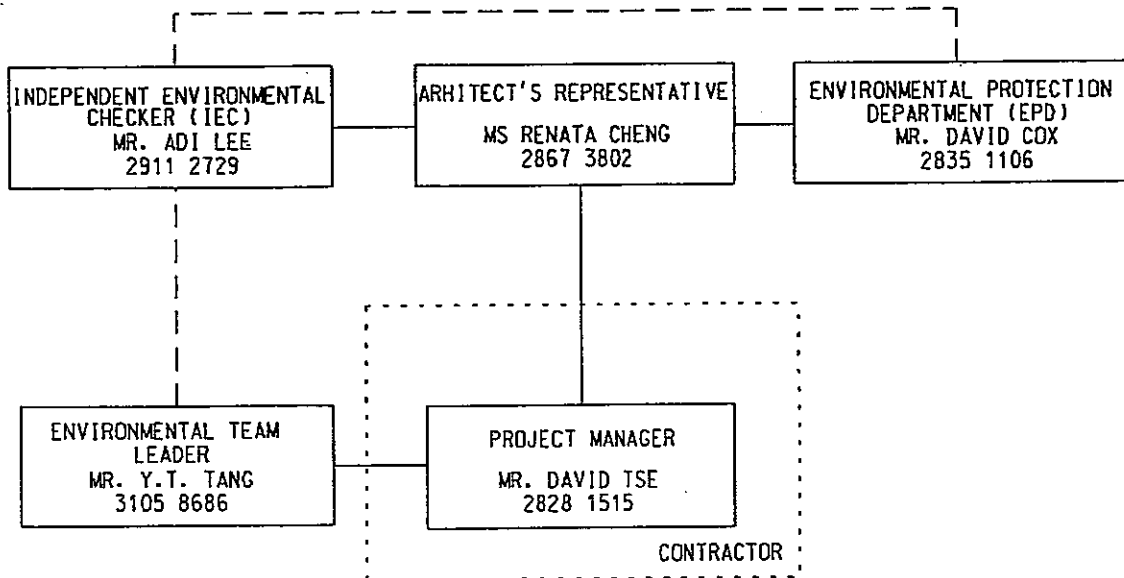 INDEPENDENT ENVIRONMENTAL
CHECKER (IEC)
MR. ADI LEE
2911 2729
ARHITECT'S REPRESENTATIVE
MS RENATA CHENG
2867 3802
ENVIRONMENTAL PROTECTION
DEPARTMENT (EPD)
MR. DAVID COX
2835 1106
ENVIRONMENTAL TEAM
LEADER
MR. Y.T. TANG
3105 8686
PROJECT MANAGER
MR. DAVID TSE
2828 1515
CONTRACTOR